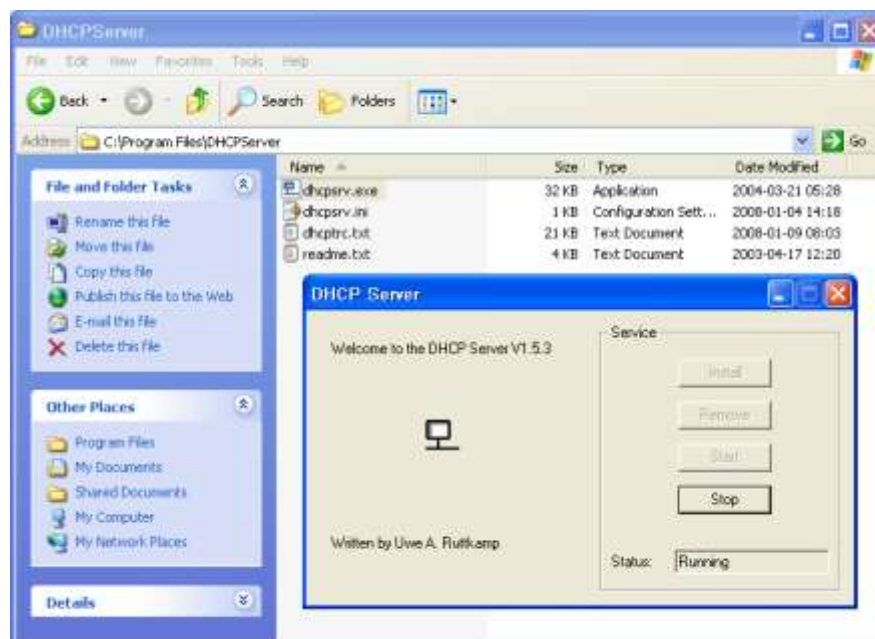 DHCPServer
File Edit View Favorites Tools Help
Back Search Folders
Address C:\Program Files\DHCPServer Go
File and Folder Tasks
Rename this file
Move this file
Copy this file
Publish this file to the Web
E-mail this file
Delete this file
Other Places
Program Files
My Documents
Shared Documents
My Computer
My Network Places
Details
Name Size Type Date Modified
dhcpsrv.exe 32 KB Application 2004-03-21 05:28
dhcpsrv.ini 1 KB Configuration Sett... 2008-01-04 14:18
dhcptrc.txt 21 KB Text Document 2008-01-09 08:03
readme.txt 4 KB Text Document 2003-04-17 12:20
DHCP Server
Welcome to the DHCP Server V1.5.3
Written by Uwe A. Ruttkamp
Service
Install
Remove
Start
Stop
Status: Running